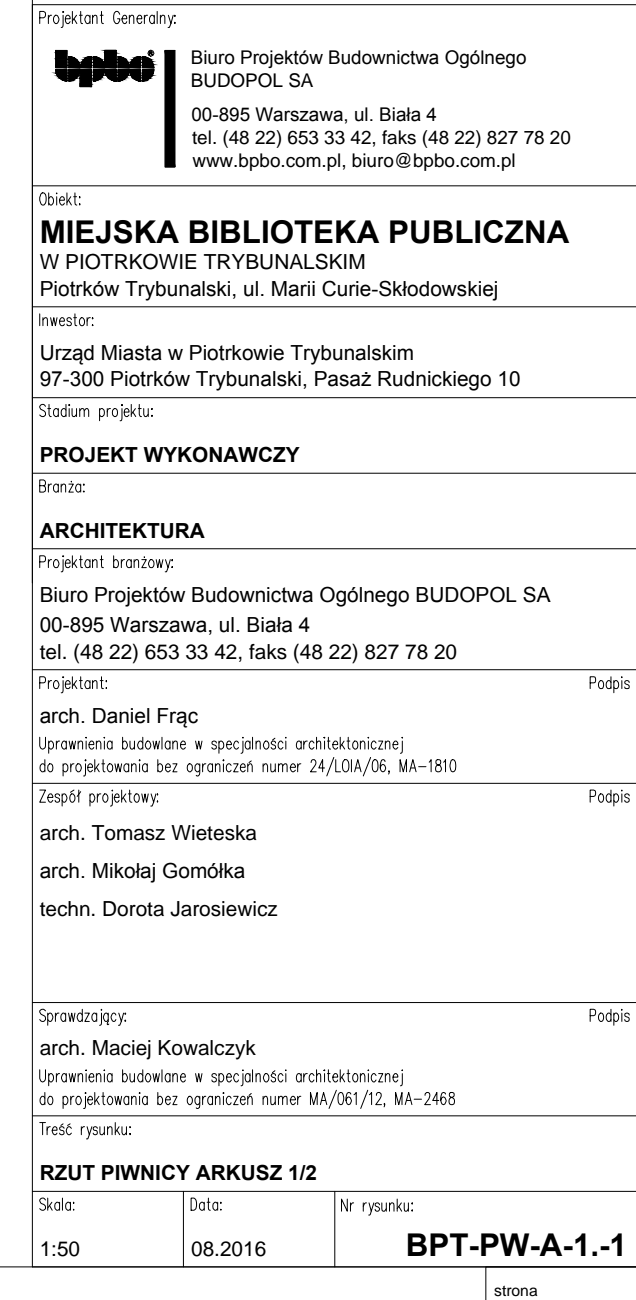 Projektant Generalny:
bpbo®
Biuro Projektów Budownictwa Ogólnego
BUDOPOL SA
00-895 Warszawa, ul. Biała 4
tel. (48 22) 653 33 42, faks (48 22) 827 78 20
www.bpbo.com.pl, biuro@bpbo.com.pl
Obiekt:
MIEJSKA BIBLIOTEKA PUBLICZNA
W PIOTRKOWIE TRYBUNALSKIM
Piotrków Trybunalski, ul. Marii Curie-Skłodowskiej
Inwestor:
Urząd Miasta w Piotrkowie Trybunalskim
97-300 Piotrków Trybunalski, Pasaż Rudnickiego 10
Stadium projektu:
PROJEKT WYKONAWCZY
Branża:
ARCHITEKTURA
Projektant branżowy:
Biuro Projektów Budownictwa Ogólnego BUDOPOL SA
00-895 Warszawa, ul. Biała 4
tel. (48 22) 653 33 42, faks (48 22) 827 78 20
Projektant: Podpis
arch. Daniel Frąc
Uprawnienia budowlane w specjalności architektonicznej
do projektowania bez ograniczeń numer 24/LOIA/06, MA-1810
Zespół projektowy: Podpis
arch. Tomasz Wieteska
arch. Mikołaj Gomółka
techn. Dorota Jarosiewicz
Sprawdzający: Podpis
arch. Maciej Kowalczyk
Uprawnienia budowlane w specjalności architektonicznej
do projektowania bez ograniczeń numer MA/061/12, MA-2468
Treść rysunku:
RZUT PIWNICY ARKUSZ 1/2
Skala: Data: Nr rysunku:
1:50 08.2016 BPT-PW-A-1.-1
strona